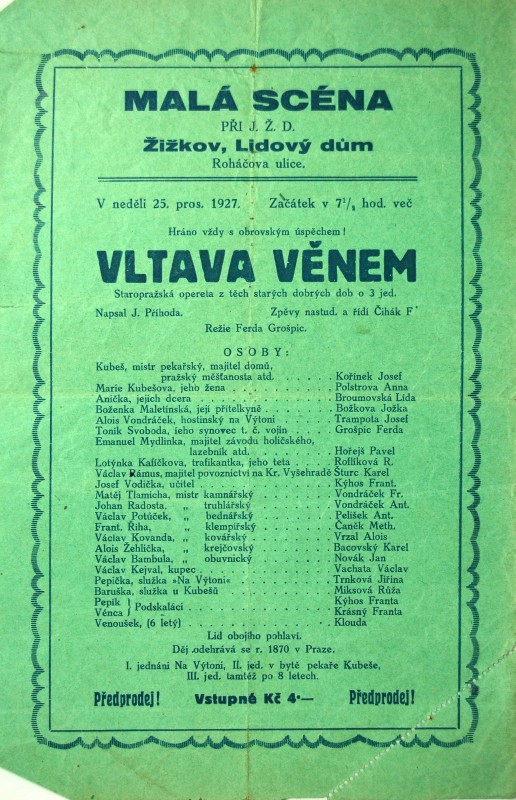 MALÁ SCÉNA
PŘI J. Ž. D.
Žižkov, Lidový dům
Roháčova ulice.
V neděli 25. pros. 1927. Začátek v 7½ hod. več
Hráno vždy s obrovským úspěchem!
VLTAVA VĚNEM
Staropražská opereta z těch starých dobrých dob o 3 jed.
Napsal J. Příhoda. Zpěvy nastud. a řídí Čihák F
Režie Ferda Grošpic.
OSOBY:
Kubeš, mistr pekařský, majitel domů,
pražský měšťanosta atd. . . . . . Kořínek Josef
Marie Kubešova, jeho žena . . . . . . Polstrova Anna
Anička, jejich dcera . . . . . . Broumovská Lída
Boženka Maletínská, její přítelkyně . . . . . . Božkova Jožka
Alois Vondráček, hostinský na Výtoni . . . . . . Trampota Josef
Toník Svoboda, jeho synovec t. č. vojín . . . . Grošpic Ferda
Emanuel Mydlinka, majitel závodu holičského,
lazebník atd. . . . . . Hořejš Pavel
Lotýnka Kafíčkova, trafikantka, jeho teta . . . . Roflíková R.
Václav Rámus, majitel povoznictví na Kr. Vyšehradě Šturc Karel
Josef Vodička, učitel . . . . . . Kýhos Frant.
Matěj Tlamicha, mistr kamnářský . . . . . . Vondráček Fr.
Johan Radosta, „ truhlářský . . . . . . Vondráček Ant.
Václav Potůček, „ bednářský . . . . . . Pelíšek Ant.
Frant. Říha, „ klempířský . . . . . . Čaněk Meth.
Václav Kovanda, „ kovářský . . . . . . Vrzal Alois
Alois Žehlička, „ krejčovský . . . . . . Bacovský Karel
Václav Bambula, „ obuvnický . . . . . . Novák Jan
Václav Kejval, kupec . . . . . . Vachata Václav
Pepička, služka »Na Výtoni« . . . . . . Trnková Jiřina
Baruška, služka u Kubešů . . . . . . Miksová Růža
Pepík } Podskaláci . . . . . . Kýhos Franta
Vénca } . . . . . . Krásný Franta
Venoušek, (6 letý) . . . . . . Klouda
Lid obojího pohlaví.
Děj odehrává se r. 1870 v Praze.
I. jednání Na Výtoni, II. jed. v bytě pekaře Kubeše,
III. jed. tamtéž po 8 letech.
Předprodej! Vstupné Kč 4·— Předprodej!